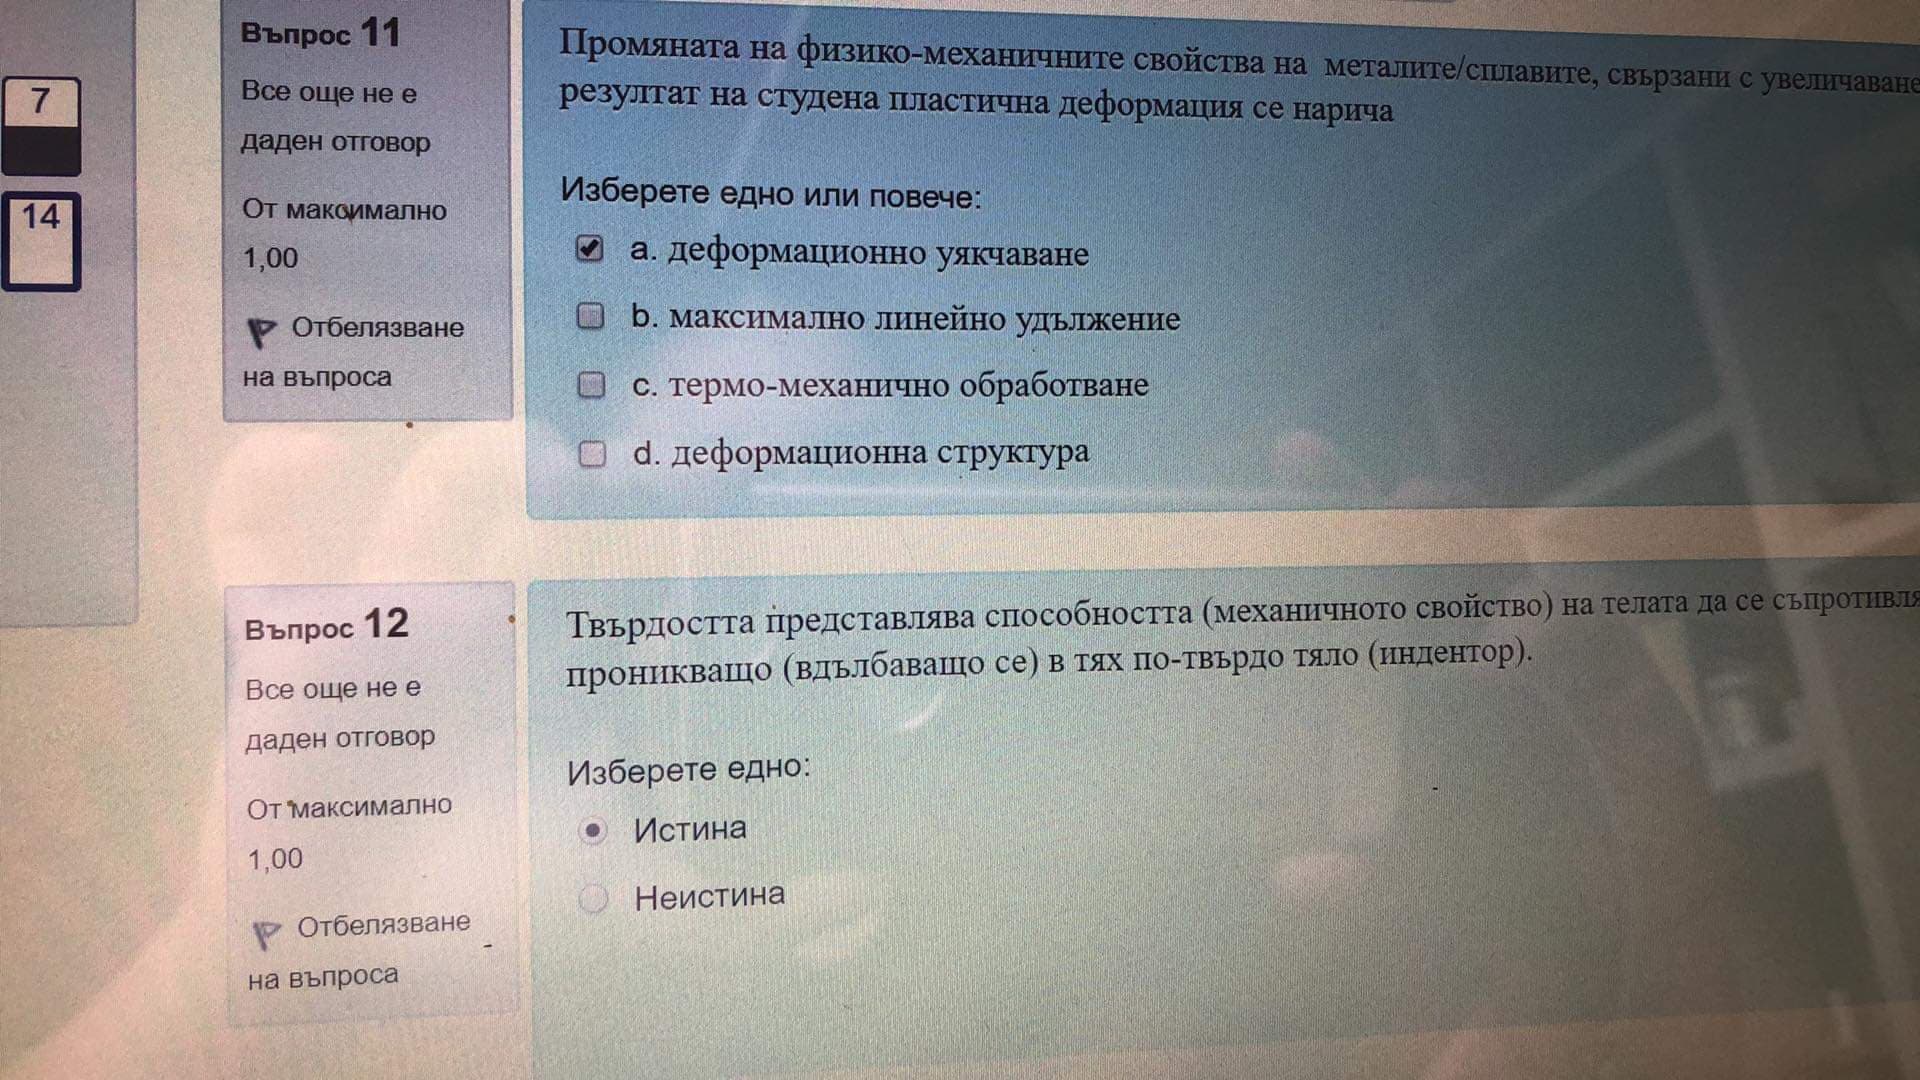 7
14
Въпрос 11
Все още не е
даден отговор
От максимално
1,00
Отбелязване
на въпроса
Промяната на физико-механичните свойства на металите/сплавите, свързани с увеличаване
резултат на студена пластична деформация се нарича
Изберете едно или повече:
a. деформационно уякчаване
b. максимално линейно удължение
c. термо-механично обработване
d. деформационна структура
Въпрос 12
Все още не е
даден отговор
От максимално
1,00
Отбелязване
на въпроса
Твърдостта представлява способността (механичното свойство) на телата да се съпротивля
проникващо (вдълбаващо се) в тях по-твърдо тяло (индентор).
Изберете едно:
Истина
Неистина